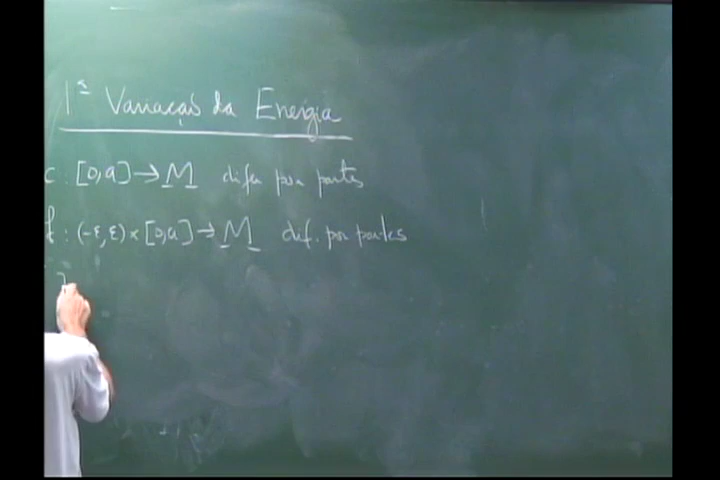 1ª Variação da Energia
c : [0,a] → M difer por partes
f : (-ε, ε) × [0,a] → M dif. por partes